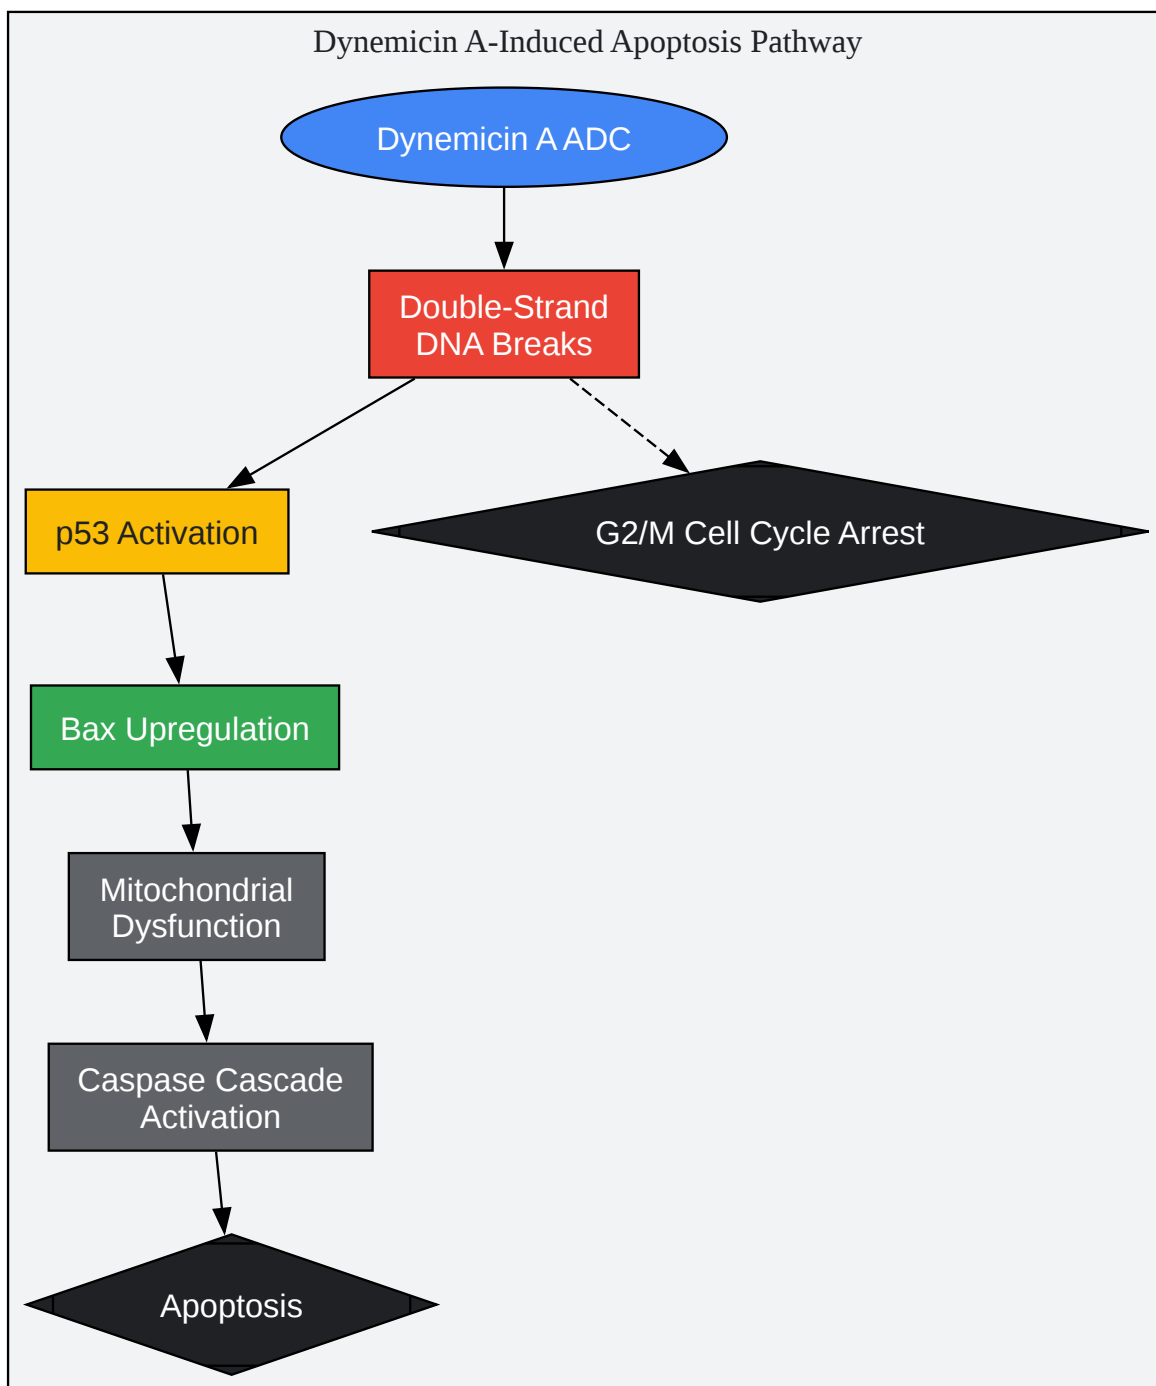 Dynemicin A-Induced Apoptosis Pathway
Dynemicin A ADC
Double-Strand
DNA Breaks
p53 Activation
G2/M Cell Cycle Arrest
Bax Upregulation
Mitochondrial
Dysfunction
Caspase Cascade
Activation
Apoptosis